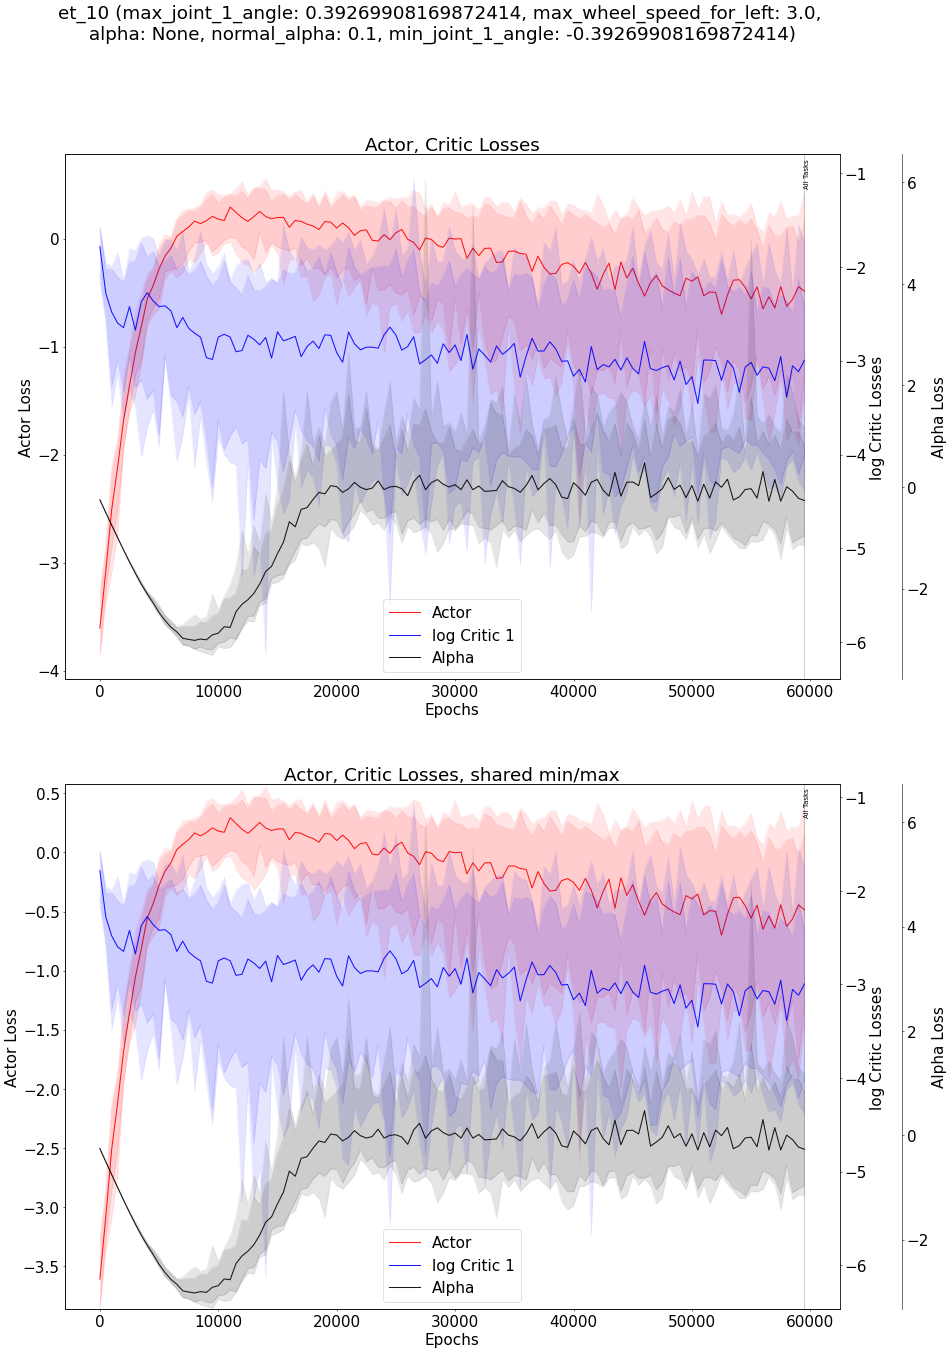 et_10 (max_joint_1_angle: 0.39269908169872414, max_wheel_speed_for_left: 3.0,
alpha: None, normal_alpha: 0.1, min_joint_1_angle: -0.39269908169872414)
Actor, Critic Losses
All Tasks
0
−1
−2
−3
−4
Actor Loss
−1
−2
−3
−4
−5
−6
log Critic Losses
6
4
2
0
−2
Alpha Loss
Actor
log Critic 1
Alpha
0 10000 20000 30000 40000 50000 60000
Epochs
Actor, Critic Losses, shared min/max
All Tasks
0.5
0.0
−0.5
−1.0
−1.5
−2.0
−2.5
−3.0
−3.5
Actor Loss
−1
−2
−3
−4
−5
−6
log Critic Losses
6
4
2
0
−2
Alpha Loss
Actor
log Critic 1
Alpha
0 10000 20000 30000 40000 50000 60000
Epochs